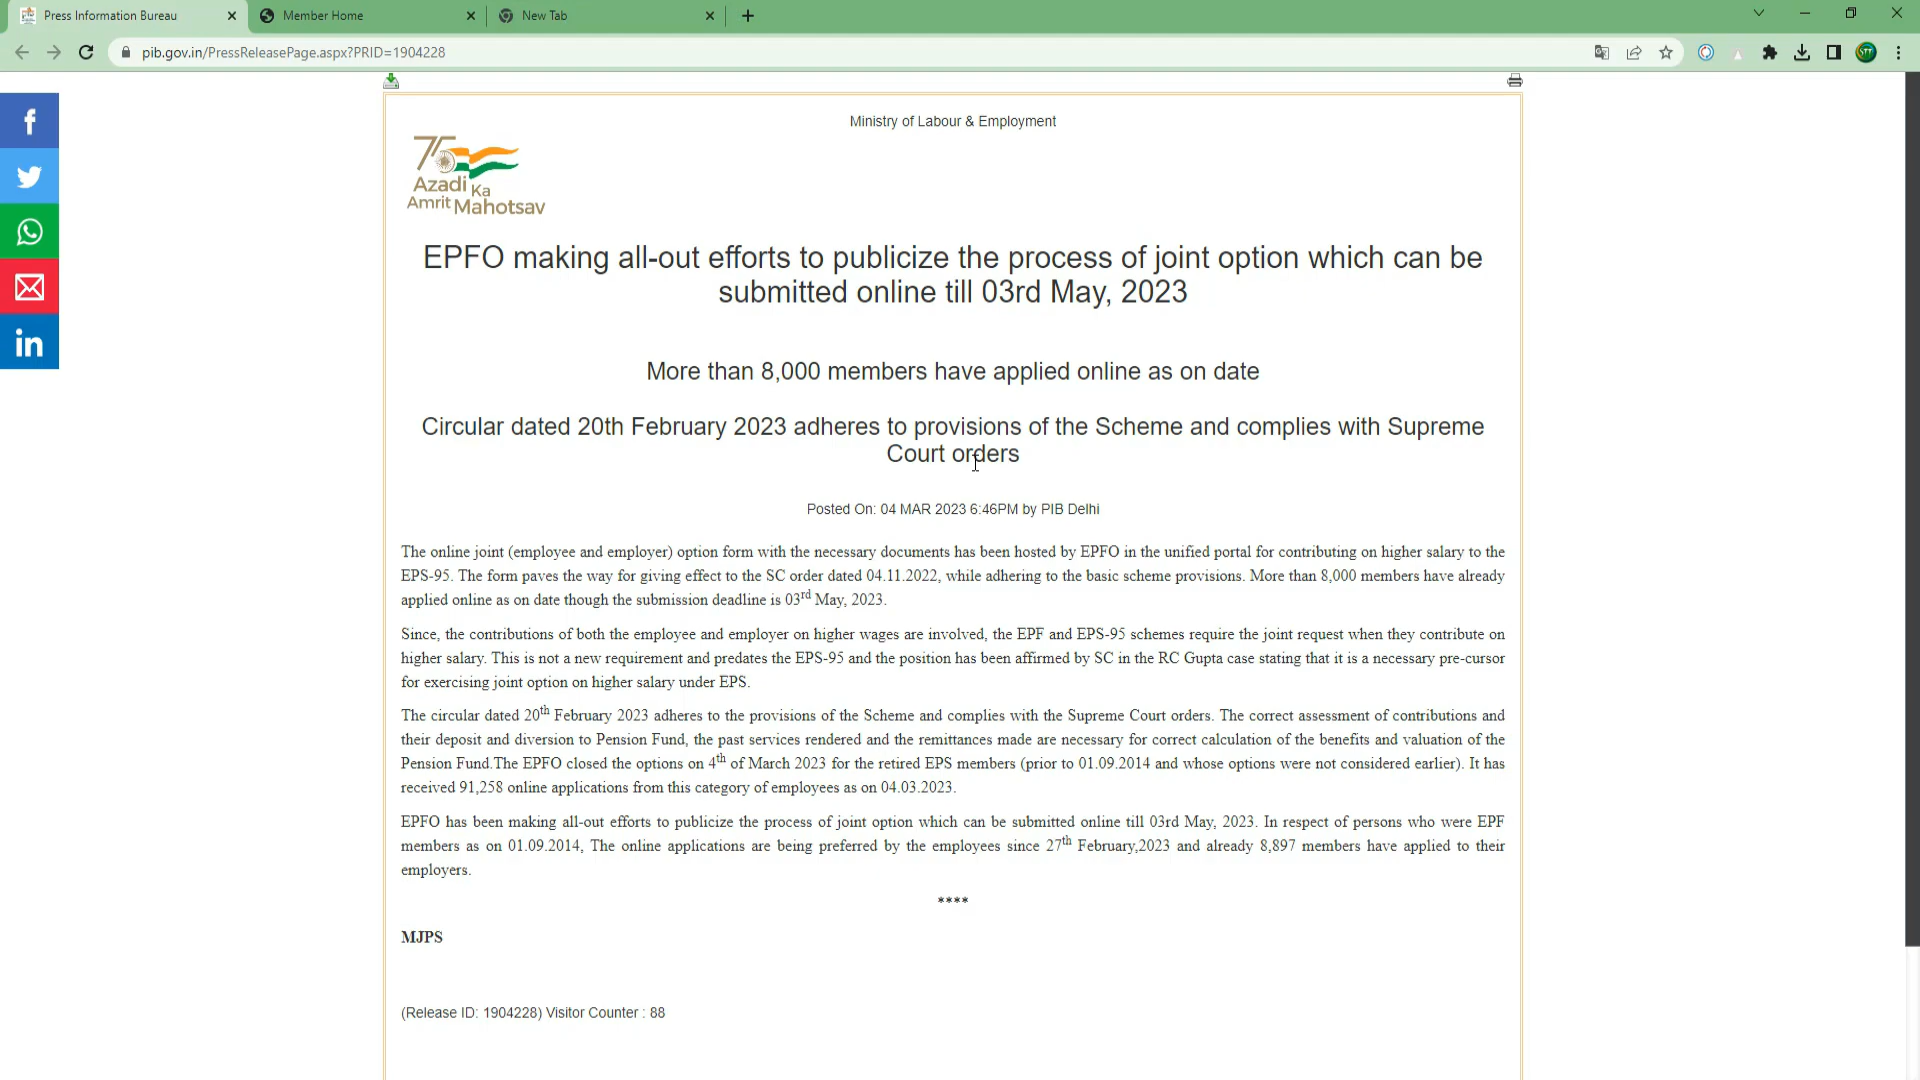 Press Information Bureau
Member Home
New Tab
pib.gov.in/PressReleasePage.aspx?PRID=1904228
Ministry of Labour & Employment
75
Azadi Ka
Amrit Mahotsav
EPFO making all-out efforts to publicize the process of joint option which can be
submitted online till 03rd May, 2023
More than 8,000 members have applied online as on date
Circular dated 20th February 2023 adheres to provisions of the Scheme and complies with Supreme
Court orders
Posted On: 04 MAR 2023 6:46PM by PIB Delhi
The online joint (employee and employer) option form with the necessary documents has been hosted by EPFO in the unified portal for contributing on higher salary to the
EPS-95. The form paves the way for giving effect to the SC order dated 04.11.2022, while adhering to the basic scheme provisions. More than 8,000 members have already
applied online as on date though the submission deadline is 03rd May, 2023.
Since, the contributions of both the employee and employer on higher wages are involved, the EPF and EPS-95 schemes require the joint request when they contribute on
higher salary. This is not a new requirement and predates the EPS-95 and the position has been affirmed by SC in the RC Gupta case stating that it is a necessary pre-cursor
for exercising joint option on higher salary under EPS.
The circular dated 20th February 2023 adheres to the provisions of the Scheme and complies with the Supreme Court orders. The correct assessment of contributions and
their deposit and diversion to Pension Fund, the past services rendered and the remittances made are necessary for correct calculation of the benefits and valuation of the
Pension Fund.The EPFO closed the options on 4th of March 2023 for the retired EPS members (prior to 01.09.2014 and whose options were not considered earlier). It has
received 91,258 online applications from this category of employees as on 04.03.2023.
EPFO has been making all-out efforts to publicize the process of joint option which can be submitted online till 03rd May, 2023. In respect of persons who were EPF
members as on 01.09.2014, The online applications are being preferred by the employees since 27th February,2023 and already 8,897 members have applied to their
employers.
****
MJPS
(Release ID: 1904228) Visitor Counter : 88